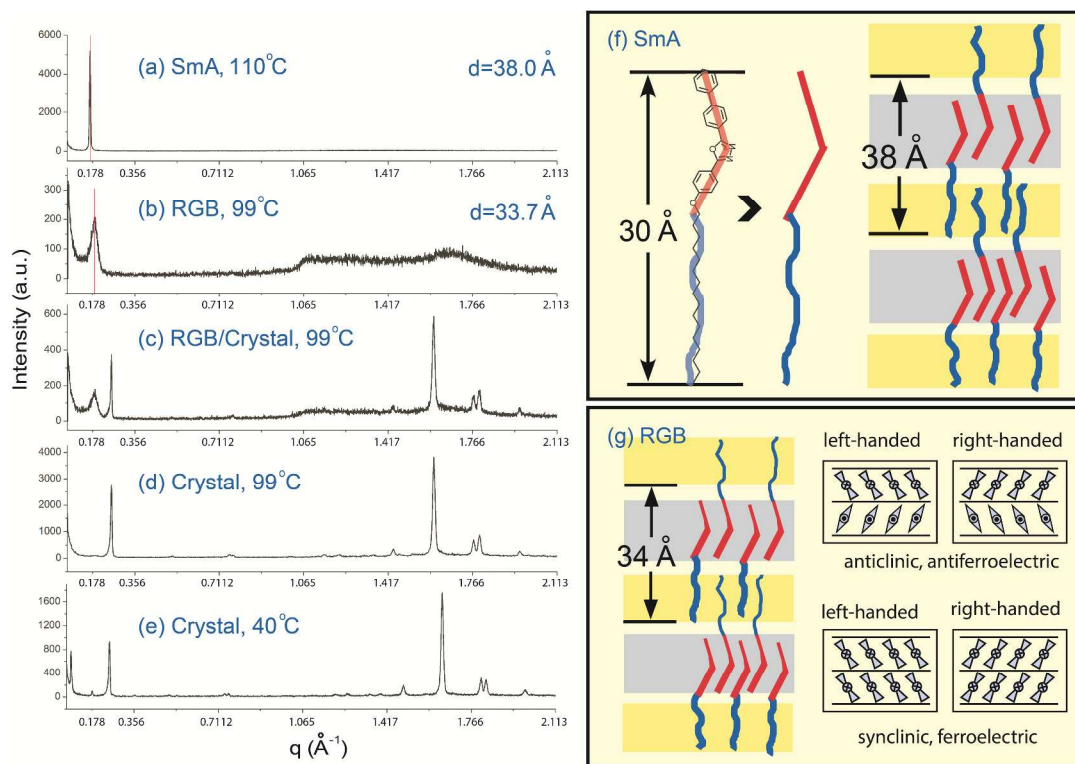 Intensity (a.u.)
6000
4000
2000
0
(a) SmA, 110°C
d=38.0 Å
0.178 0.356 0.7112 1.065 1.417 1.766 2.113
300
200
100
0
(b) RGB, 99°C
d=33.7 Å
0.178 0.356 0.7112 1.065 1.417 1.766 2.113
600
400
200
0
(c) RGB/Crystal, 99°C
0.178 0.356 0.7112 1.065 1.417 1.766 2.113
4000
3000
2000
1000
0
(d) Crystal, 99°C
0.178 0.356 0.7112 1.065 1.417 1.766 2.113
1600
1200
800
400
0
(e) Crystal, 40°C
0.178 0.356 0.7112 1.065 1.417 1.766 2.113
q (Å⁻¹)
(f) SmA
30 Å
O
N-N
O
38 Å
(g) RGB
34 Å
left-handed right-handed
anticlinic, antiferroelectric
left-handed right-handed
synclinic, ferroelectric